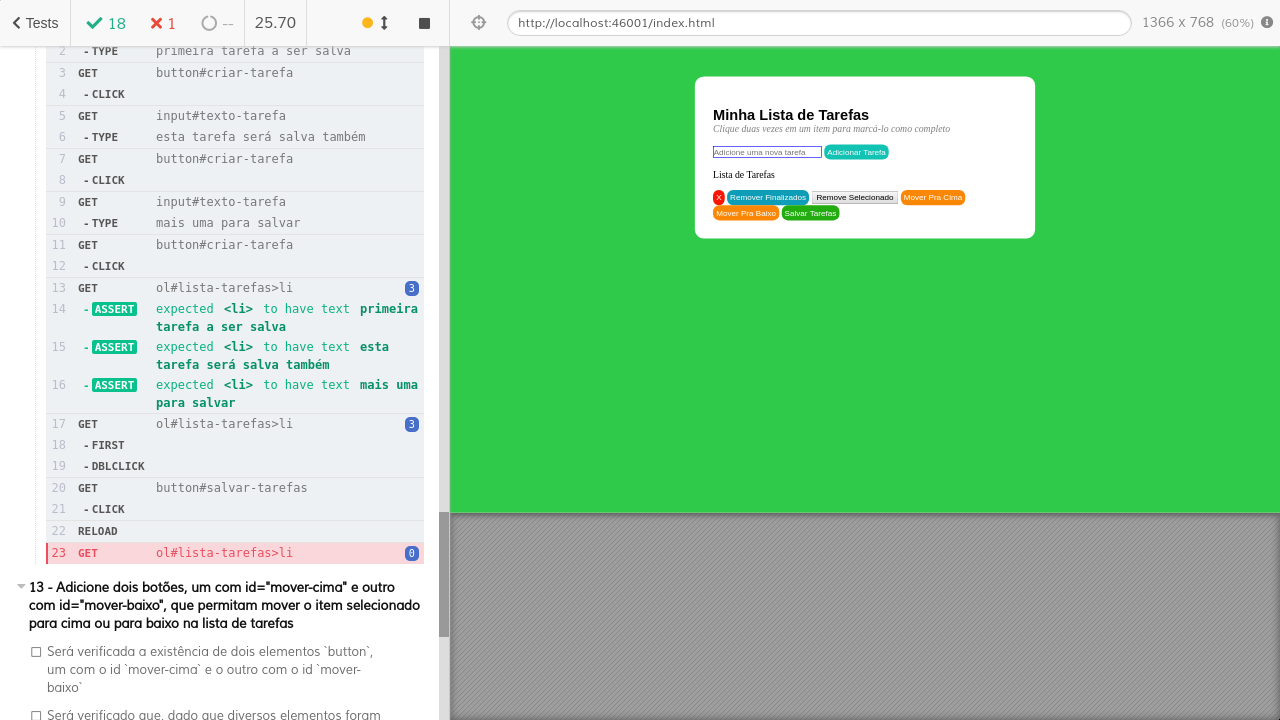 Tests 18 1 -- 25.70 http://localhost:46001/index.html 1366 x 768 (60%)
2 -TYPE primeira tarefa a ser salva
3 GET button#criar-tarefa
4 -CLICK
5 GET input#texto-tarefa
6 -TYPE esta tarefa será salva também
7 GET button#criar-tarefa
8 -CLICK
9 GET input#texto-tarefa
10 -TYPE mais uma para salvar
11 GET button#criar-tarefa
12 -CLICK
13 GET ol#lista-tarefas>li 3
14 -ASSERT expected <li> to have text primeira
tarefa a ser salva
15 -ASSERT expected <li> to have text esta
tarefa será salva também
16 -ASSERT expected <li> to have text mais uma
para salvar
17 GET ol#lista-tarefas>li 3
18 -FIRST
19 -DBLCLICK
20 GET button#salvar-tarefas
21 -CLICK
22 RELOAD
23 GET ol#lista-tarefas>li 0
13 - Adicione dois botões, um com id="mover-cima" e outro
com id="mover-baixo", que permitam mover o item selecionado
para cima ou para baixo na lista de tarefas
Será verificada a existência de dois elementos `button`,
um com o id `mover-cima` e o outro com o id `mover-
baixo`
Será verificado que, dado que diversos elementos foram
Minha Lista de Tarefas
Clique duas vezes em um item para marcá-lo como completo
Adicione uma nova tarefa Adicionar Tarefa
Lista de Tarefas
X Remover Finalizados Remove Selecionado Mover Pra Cima
Mover Pra Baixo Salvar Tarefas